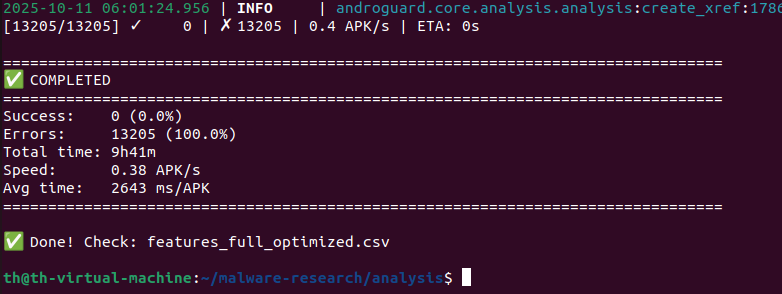 2025-10-11 06:01:24.956 | INFO     | androguard.core.analysis.analysis:create_xref:1786
[13205/13205] ✓     0 | ✗ 13205 | 0.4 APK/s | ETA: 0s
================================================================================
✅ COMPLETED
================================================================================
Success:    0 (0.0%)
Errors:     13205 (100.0%)
Total time: 9h41m
Speed:      0.38 APK/s
Avg time:   2643 ms/APK
================================================================================
✅ Done! Check: features_full_optimized.csv
th@th-virtual-machine:~/malware-research/analysis$